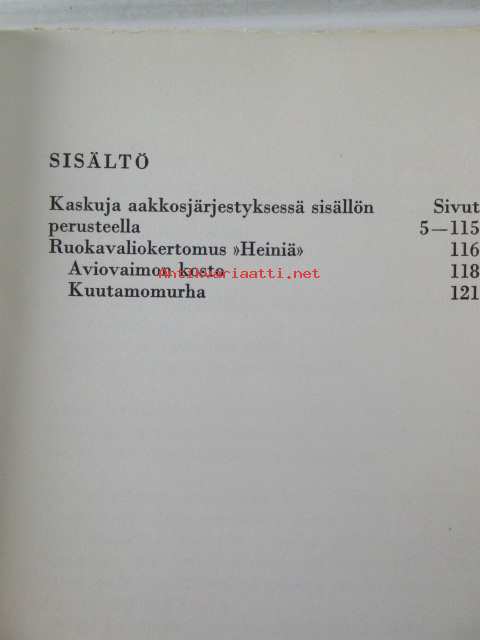 SISÄLTÖ
Kaskuja aakkosjärjestyksessä sisällön Sivut
perusteella 5—115
Ruokavaliokertomus »Heiniä» 116
Aviovaimon kosto 118
Antikvariaatti.net
Kuutamomurha 121